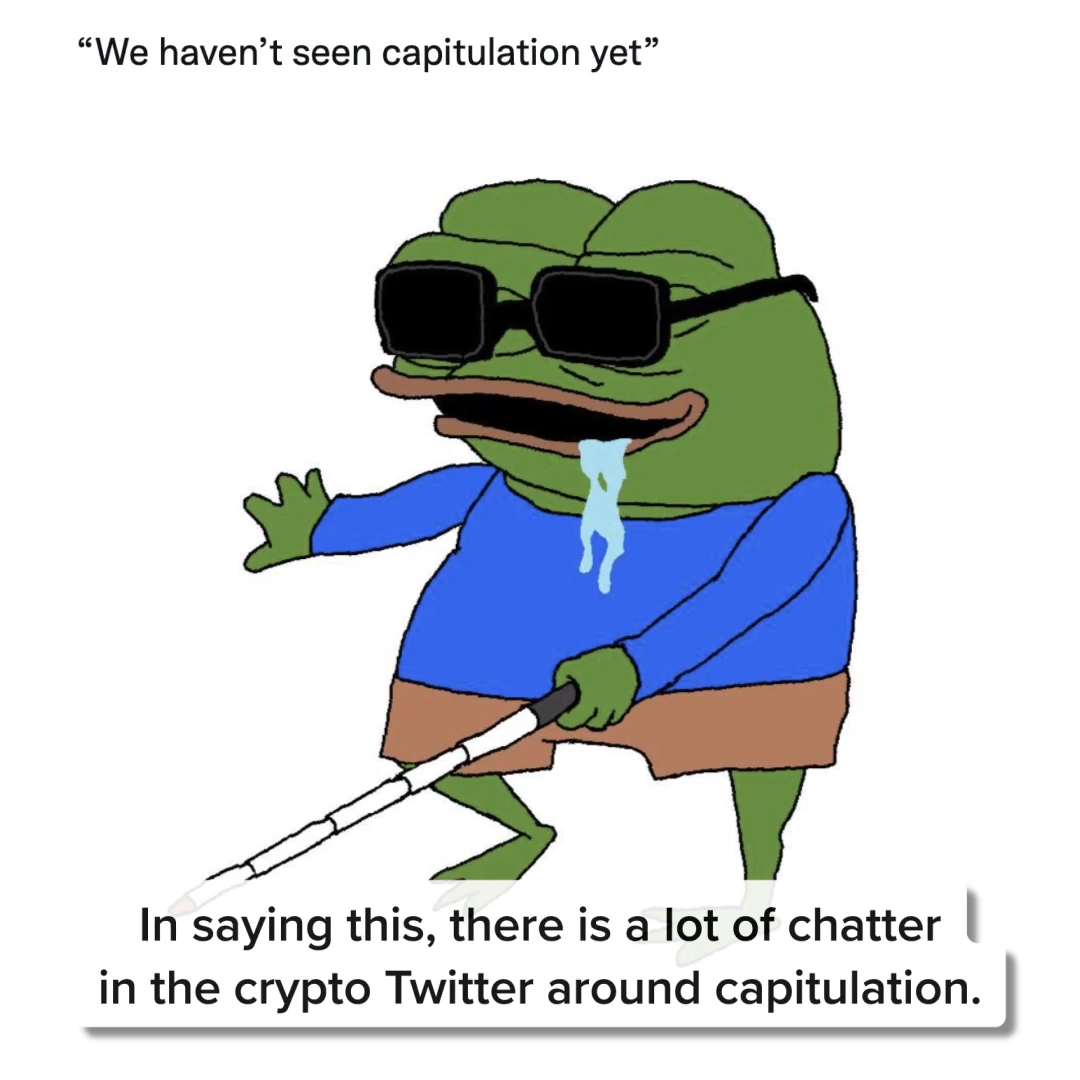 “We haven’t seen capitulation yet”
In saying this, there is a lot of chatter
in the crypto Twitter around capitulation.